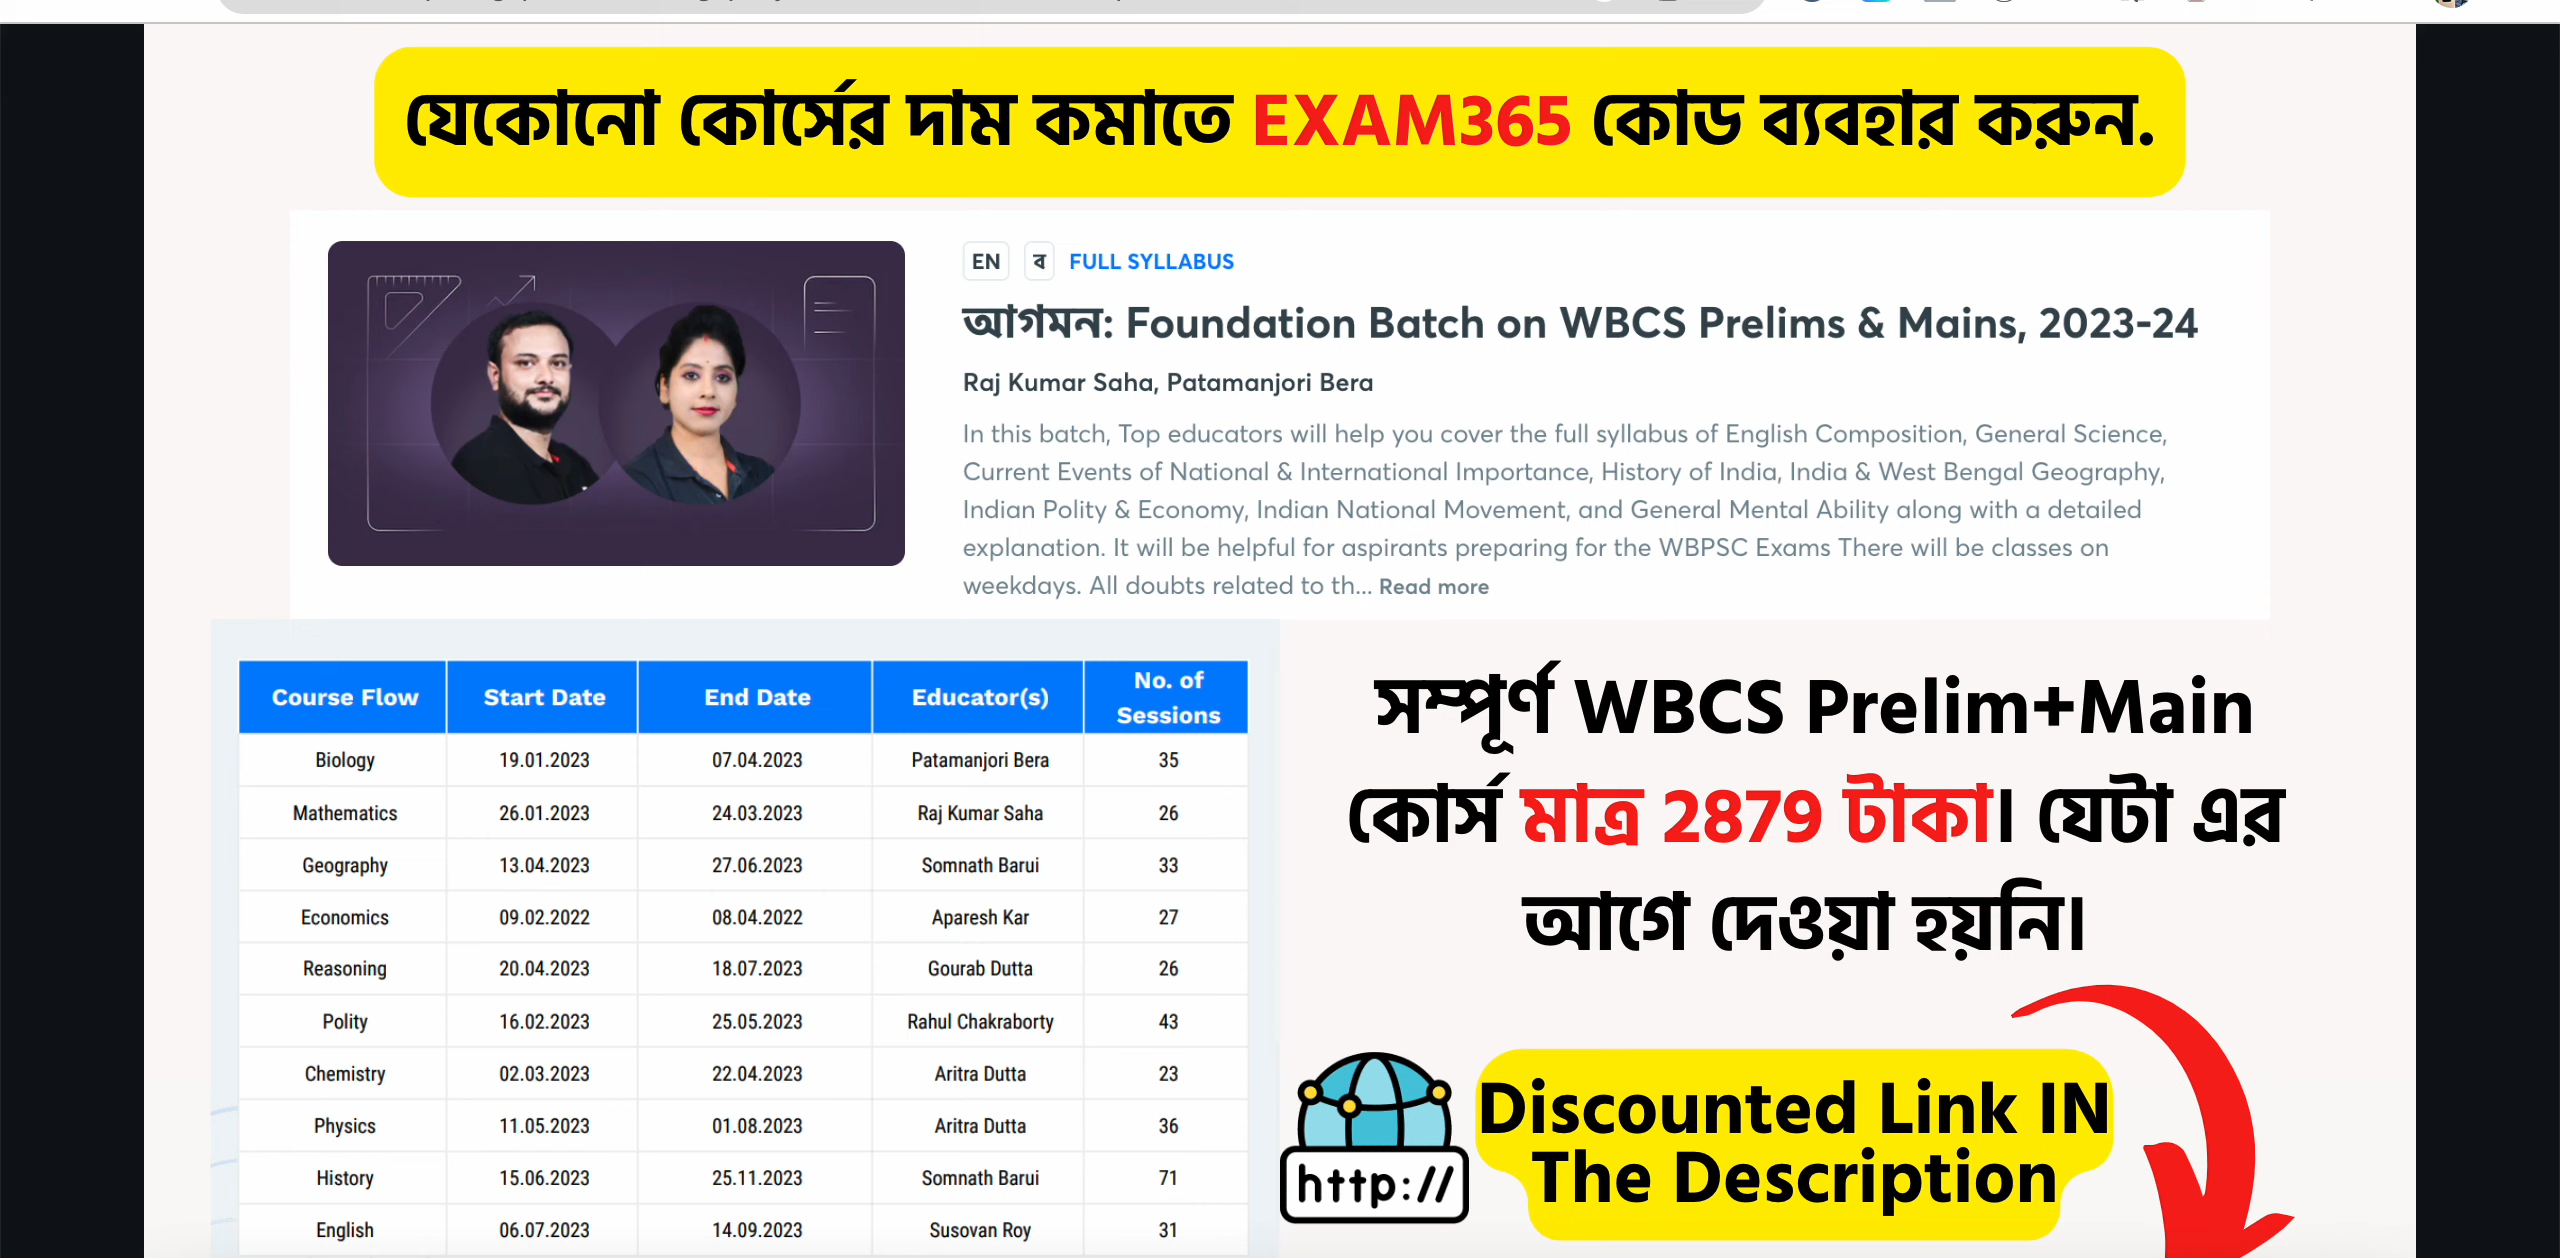 যেকোনো কোর্সের দাম কমাতে EXAM365 কোড ব্যবহার করুন.
EN ব FULL SYLLABUS
আগমন: Foundation Batch on WBCS Prelims & Mains, 2023-24
Raj Kumar Saha, Patamanjori Bera
In this batch, Top educators will help you cover the full syllabus of English Composition, General Science,
Current Events of National & International Importance, History of India, India & West Bengal Geography,
Indian Polity & Economy, Indian National Movement, and General Mental Ability along with a detailed
explanation. It will be helpful for aspirants preparing for the WBPSC Exams There will be classes on
weekdays. All doubts related to th... Read more
Course Flow Start Date End Date Educator(s) No. of Sessions
Biology 19.01.2023 07.04.2023 Patamanjori Bera 35
Mathematics 26.01.2023 24.03.2023 Raj Kumar Saha 26
Geography 13.04.2023 27.06.2023 Somnath Barui 33
Economics 09.02.2022 08.04.2022 Aparesh Kar 27
Reasoning 20.04.2023 18.07.2023 Gourab Dutta 26
Polity 16.02.2023 25.05.2023 Rahul Chakraborty 43
Chemistry 02.03.2023 22.04.2023 Aritra Dutta 23
Physics 11.05.2023 01.08.2023 Aritra Dutta 36
History 15.06.2023 25.11.2023 Somnath Barui 71
English 06.07.2023 14.09.2023 Susovan Roy 31
সম্পূর্ণ WBCS Prelim+Main
কোর্স মাত্র 2879 টাকা। যেটা এর
আগে দেওয়া হয়নি।
http://
Discounted Link IN
The Description